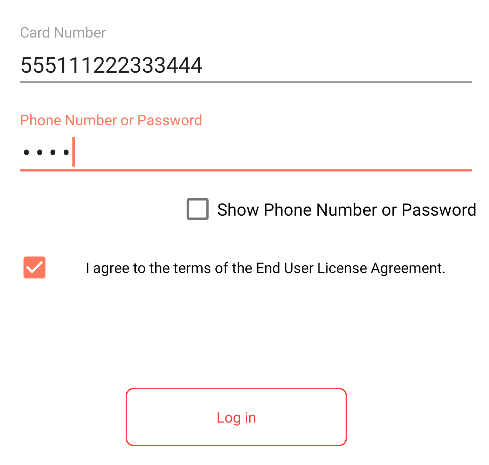 Card Number
555111222333444
Phone Number or Password
••••
Show Phone Number or Password
I agree to the terms of the End User License Agreement.
Log in